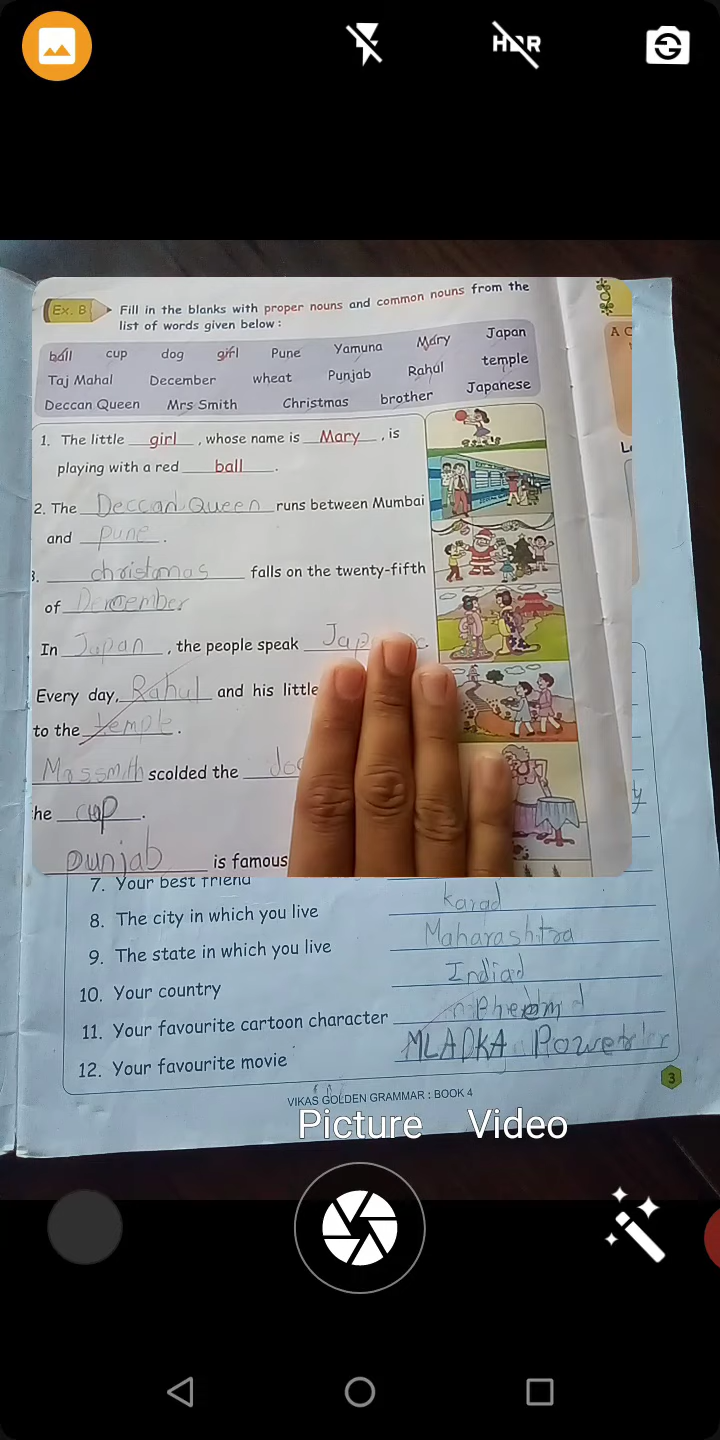 HDR
Ex. B Fill in the blanks with proper nouns and common nouns from the
list of words given below :
ball cup dog girl Pune Yamuna Mary Japan
Taj Mahal December wheat Punjab Rahul temple
Deccan Queen Mrs Smith Christmas brother Japanese
1. The little girl , whose name is Mary , is
playing with a red ball .
2. The Deccan Queen runs between Mumbai
and pune .
3. christomos falls on the twenty-fifth
of
In Japan , the people speak
Every day, Rahul and his little
to the temple .
scolded the
he cup .
punjab is famous
7. Your best friend
8. The city in which you live karad
9. The state in which you live Maharashtra
10. Your country
11. Your favourite cartoon character
12. Your favourite movie
3
VIKAS GOLDEN GRAMMAR : BOOK 4
Picture Video